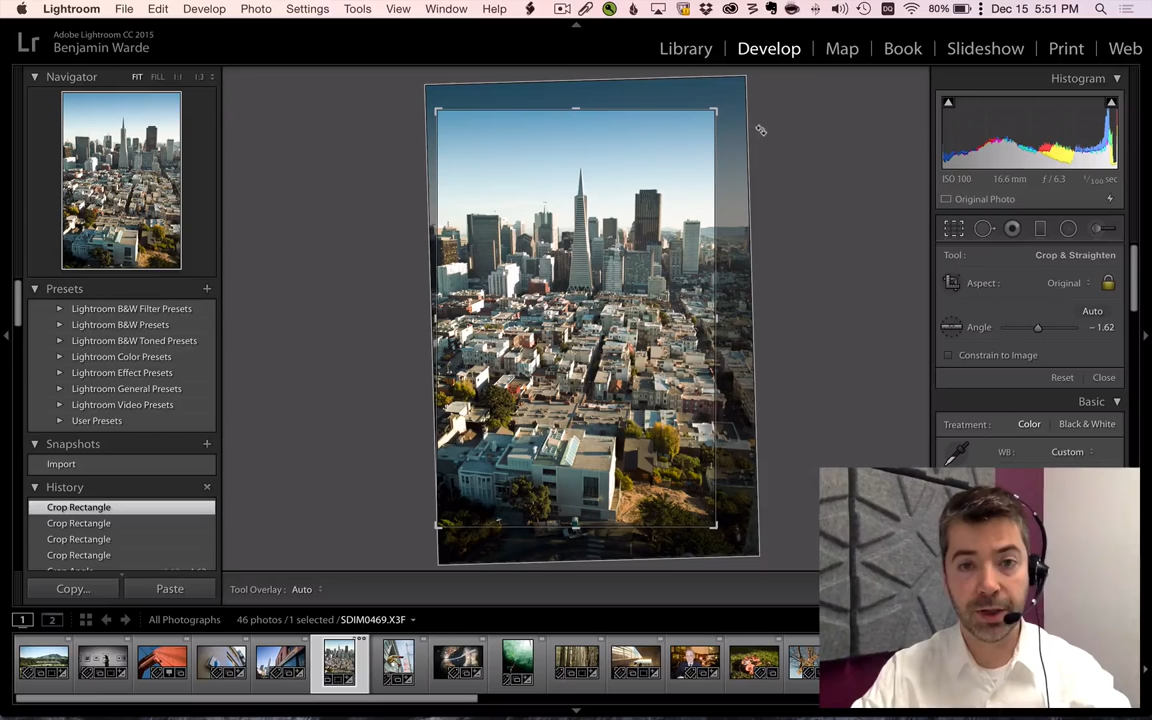 Lightroom File Edit Develop Photo Settings Tools View Window Help 80% Dec 15 5:51 PM
Lr Adobe Lightroom CC 2015
Benjamin Warde
Library | Develop | Map | Book | Slideshow | Print | Web
Navigator FIT FILL 1:1 1:3
Histogram
ISO 100 16.6 mm ƒ / 6.3 1/100 sec
Original Photo
Tool: Crop & Straighten
Aspect: Original
Auto
Angle − 1.62
Constrain to Image
Reset Close
Basic
Treatment: Color Black & White
WB: Custom
Presets +
Lightroom B&W Filter Presets
Lightroom B&W Presets
Lightroom B&W Toned Presets
Lightroom Color Presets
Lightroom Effect Presets
Lightroom General Presets
Lightroom Video Presets
User Presets
Snapshots +
Import
History ×
Crop Rectangle
Crop Rectangle
Crop Rectangle
Crop Rectangle
Copy... Paste
Tool Overlay: Auto
1 2 All Photographs 46 photos / 1 selected / SDIM0469.X3F